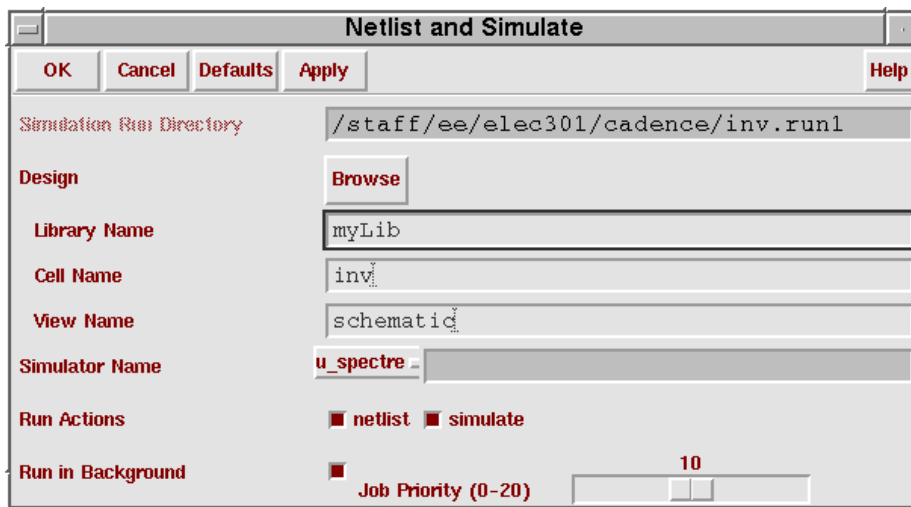 Netlist and Simulate
OK Cancel Defaults Apply Help
Simulation Run Directory /staff/ee/elec301/cadence/inv.run1
Design Browse
Library Name myLib
Cell Name inv
View Name schematic
Simulator Name u_spectre
Run Actions netlist simulate
10
Run in Background Job Priority (0-20)